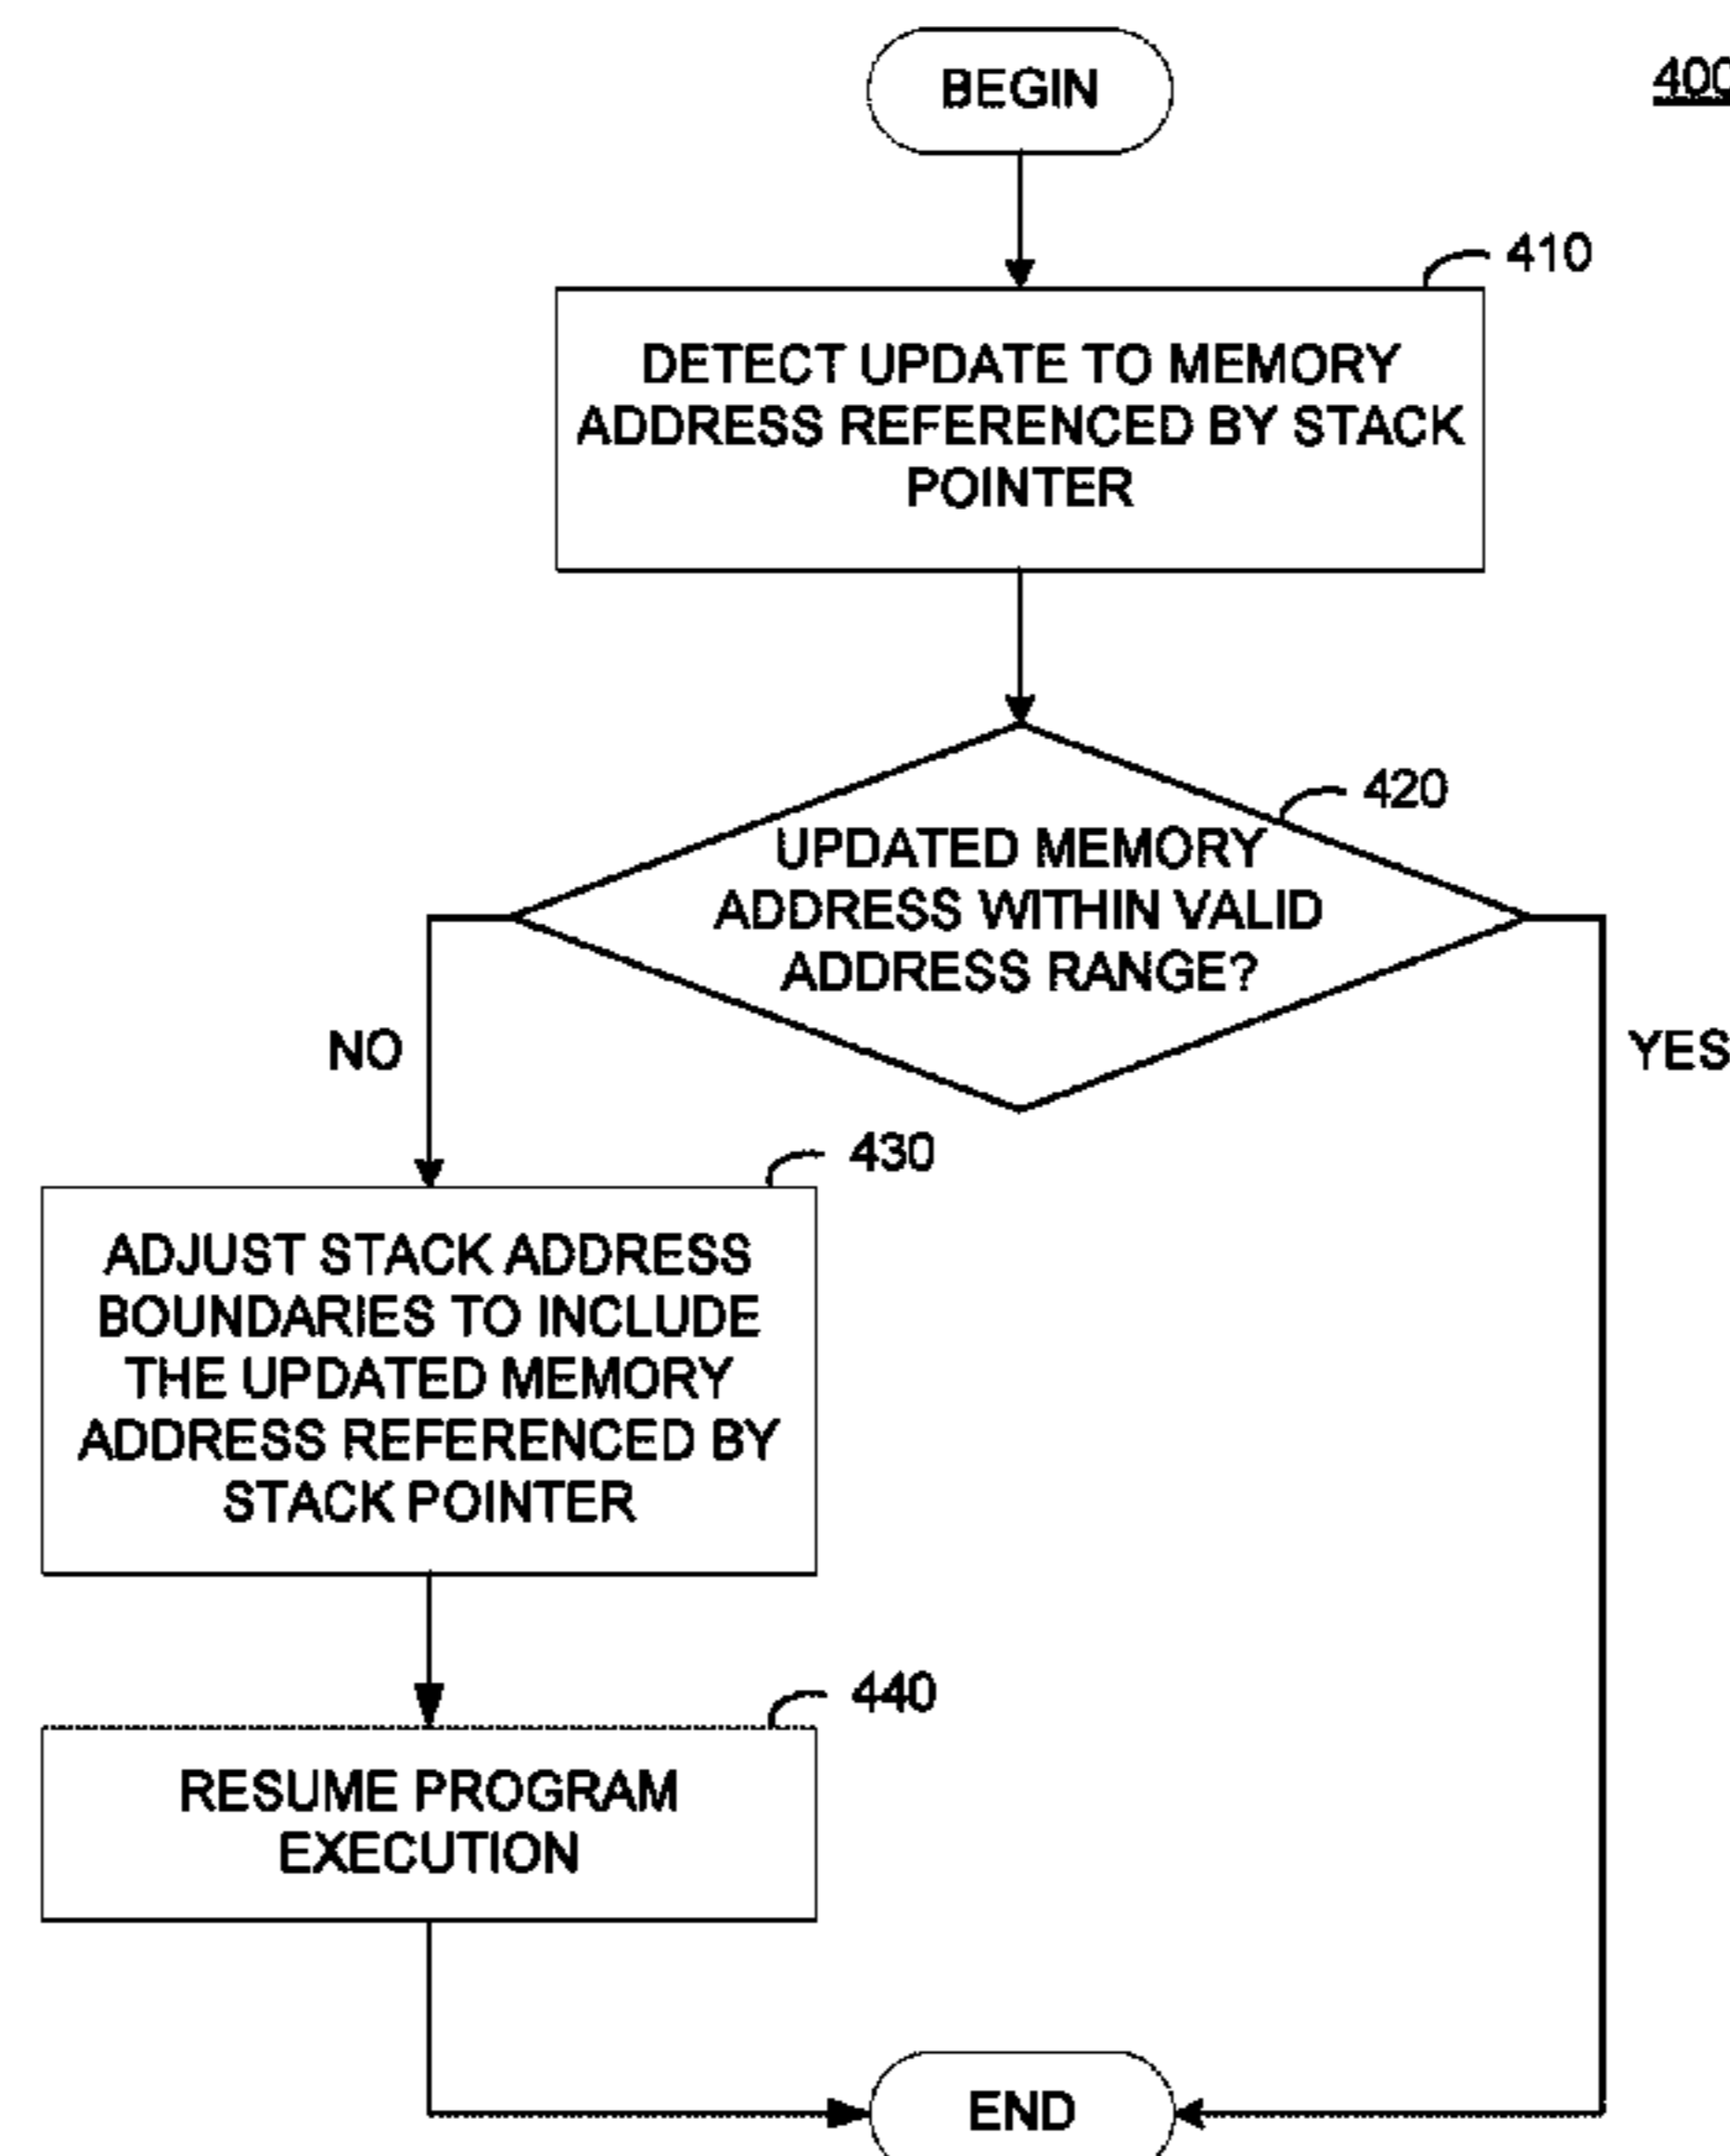 BEGIN
400
410
DETECT UPDATE TO MEMORY
ADDRESS REFERENCED BY STACK
POINTER
420
UPDATED MEMORY
ADDRESS WITHIN VALID
ADDRESS RANGE?
NO
YES
430
ADJUST STACK ADDRESS
BOUNDARIES TO INCLUDE
THE UPDATED MEMORY
ADDRESS REFERENCED BY
STACK POINTER
440
RESUME PROGRAM
EXECUTION
END